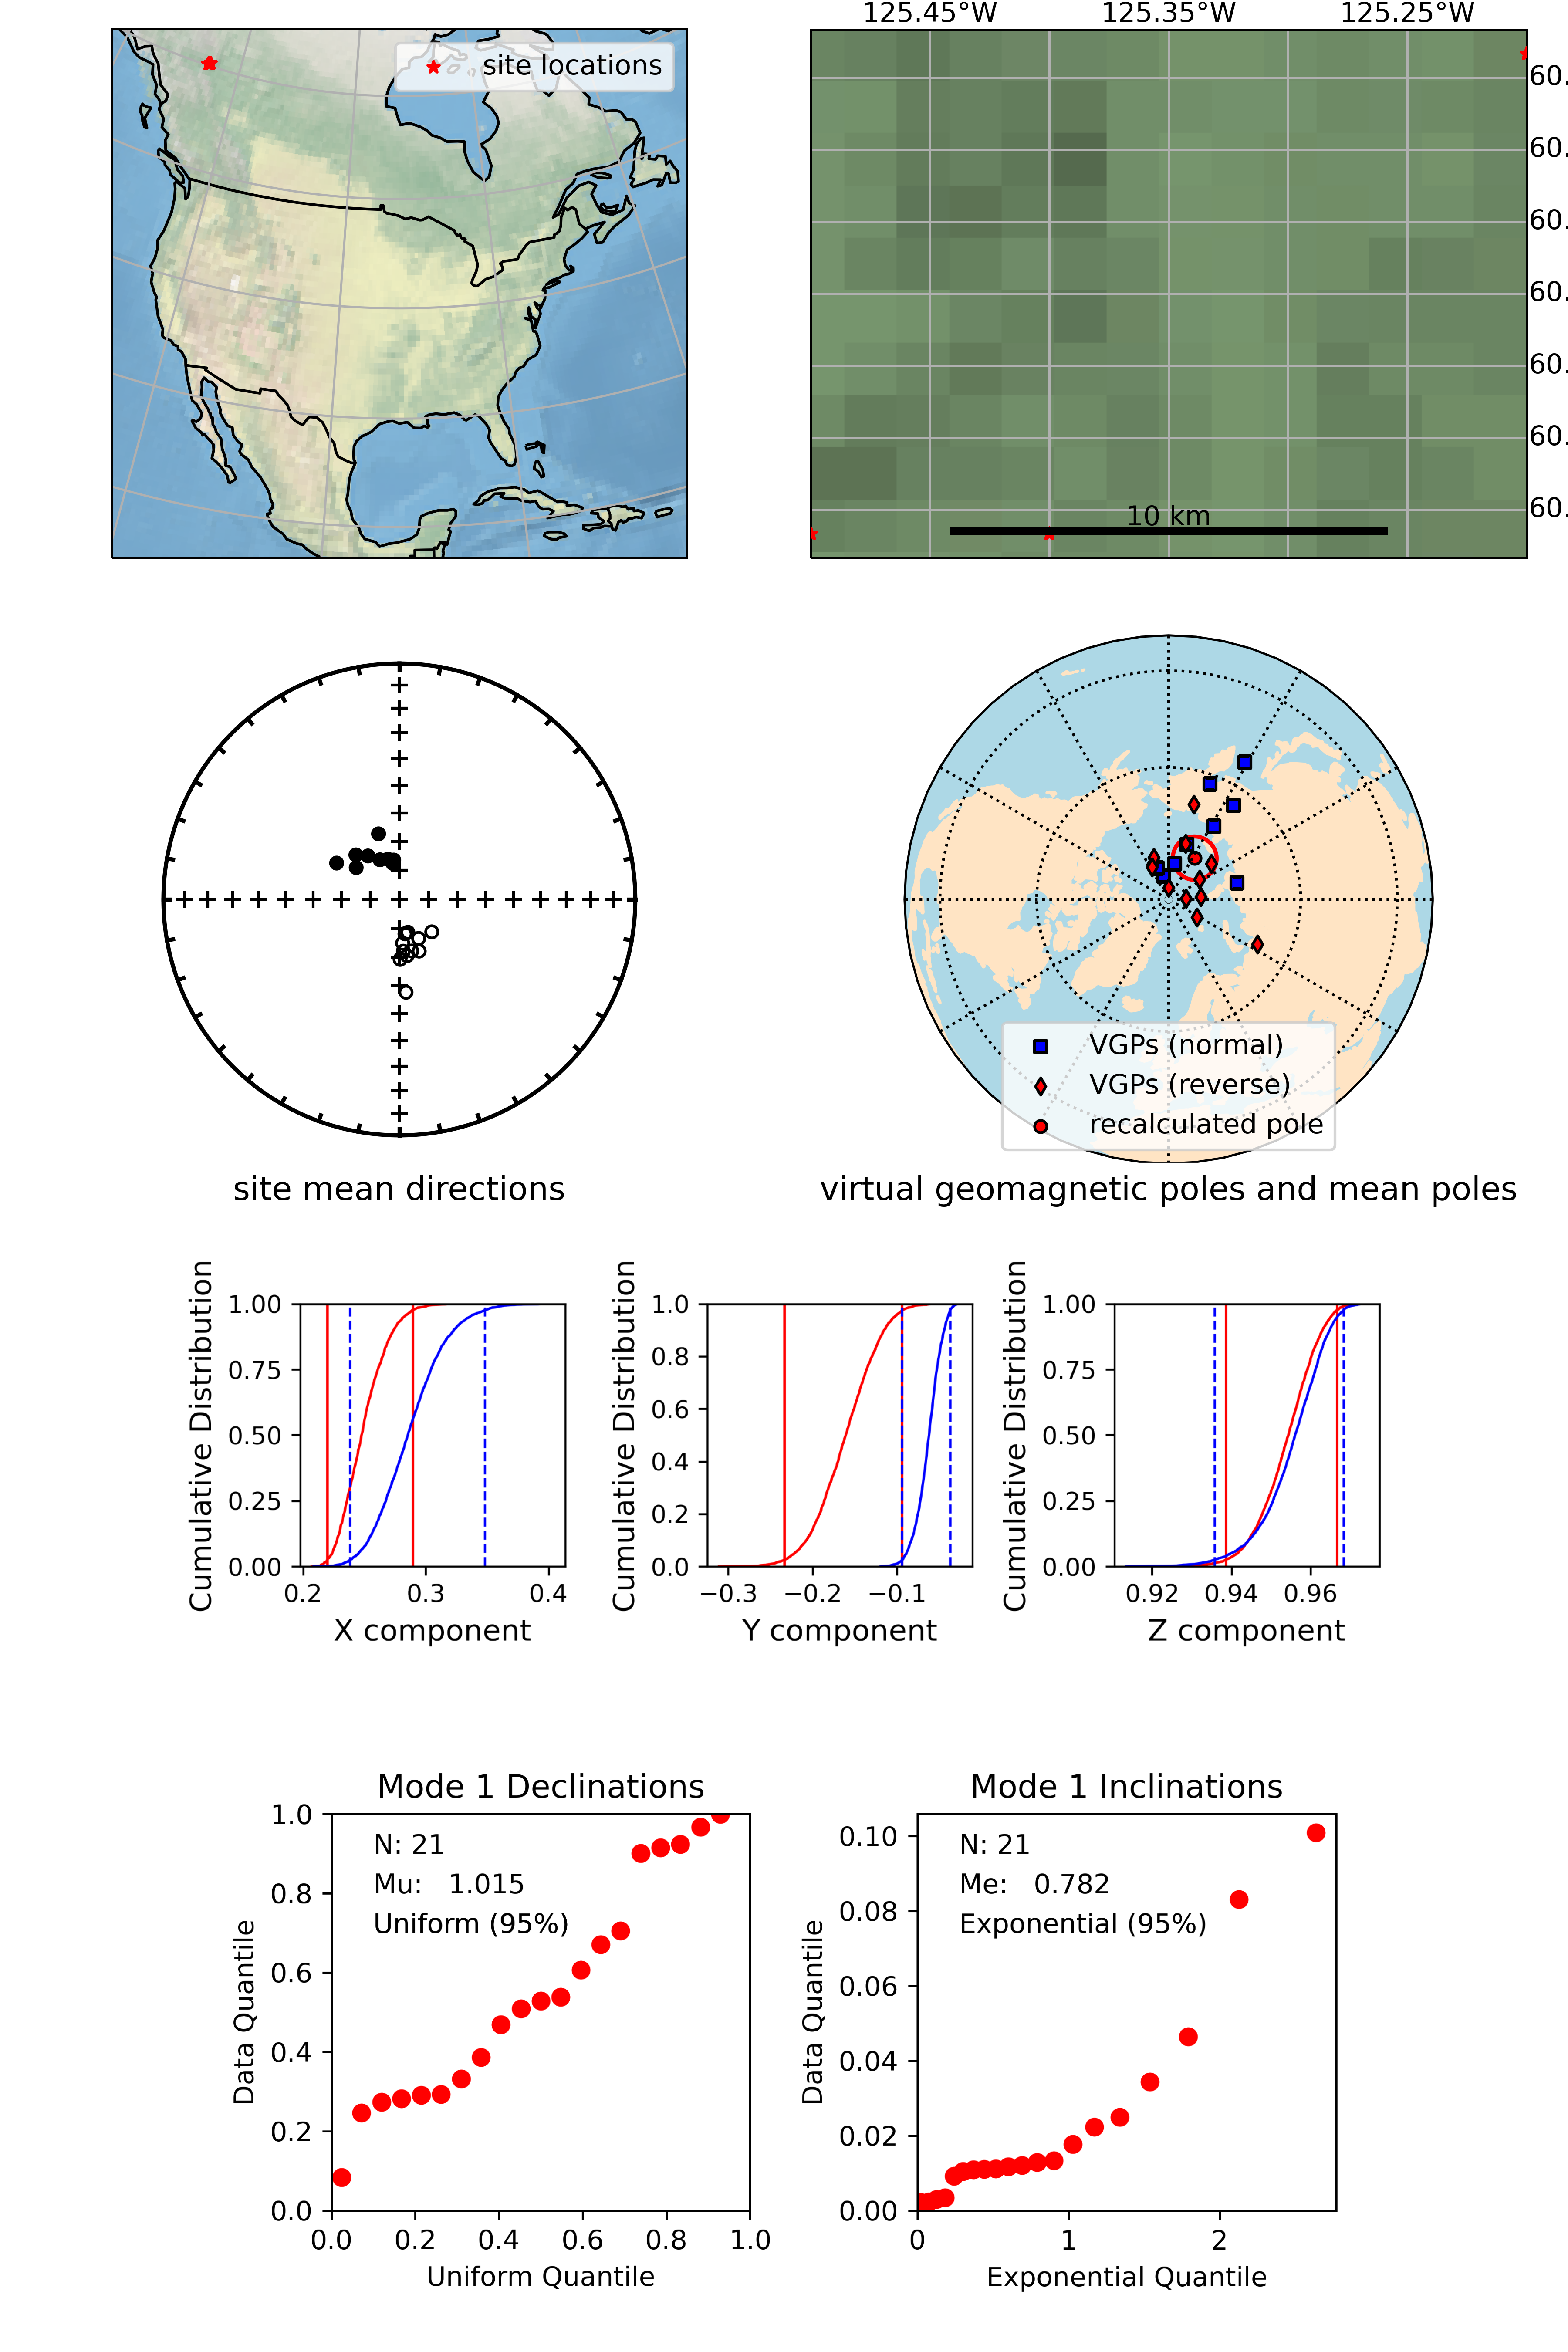 125.45°W 125.35°W 125.25°W
site locations
60.
60.
60.
60.
60.
60.
60.
10 km
VGPs (normal)
VGPs (reverse)
recalculated pole
site mean directions
virtual geomagnetic poles and mean poles
Cumulative Distribution
1.00
0.75
0.50
0.25
0.00
0.2 0.3 0.4
X component
Cumulative Distribution
1.0
0.8
0.6
0.4
0.2
0.0
−0.3 −0.2 −0.1
Y component
Cumulative Distribution
1.00
0.75
0.50
0.25
0.00
0.92 0.94 0.96
Z component
Mode 1 Declinations
N: 21
Mu: 1.015
Uniform (95%)
Data Quantile
1.0
0.8
0.6
0.4
0.2
0.0
0.0 0.2 0.4 0.6 0.8 1.0
Uniform Quantile
Mode 1 Inclinations
N: 21
Me: 0.782
Exponential (95%)
Data Quantile
0.10
0.08
0.06
0.04
0.02
0.00
0 1 2
Exponential Quantile